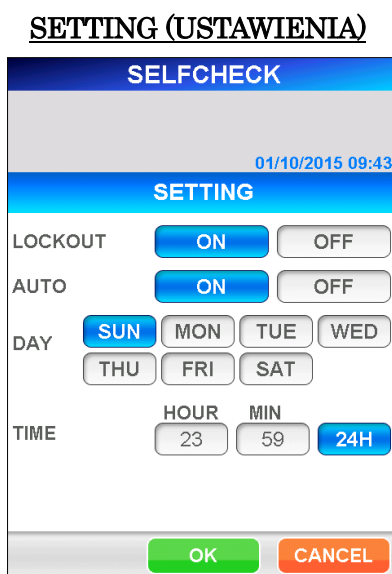 SETTING (USTAWIENIA)
SELFCHECK
01/10/2015 09:43
SETTING
LOCKOUT ON OFF
AUTO ON OFF
DAY SUN MON TUE WED
THU FRI SAT
HOUR MIN
TIME 23 59 24H
OK CANCEL